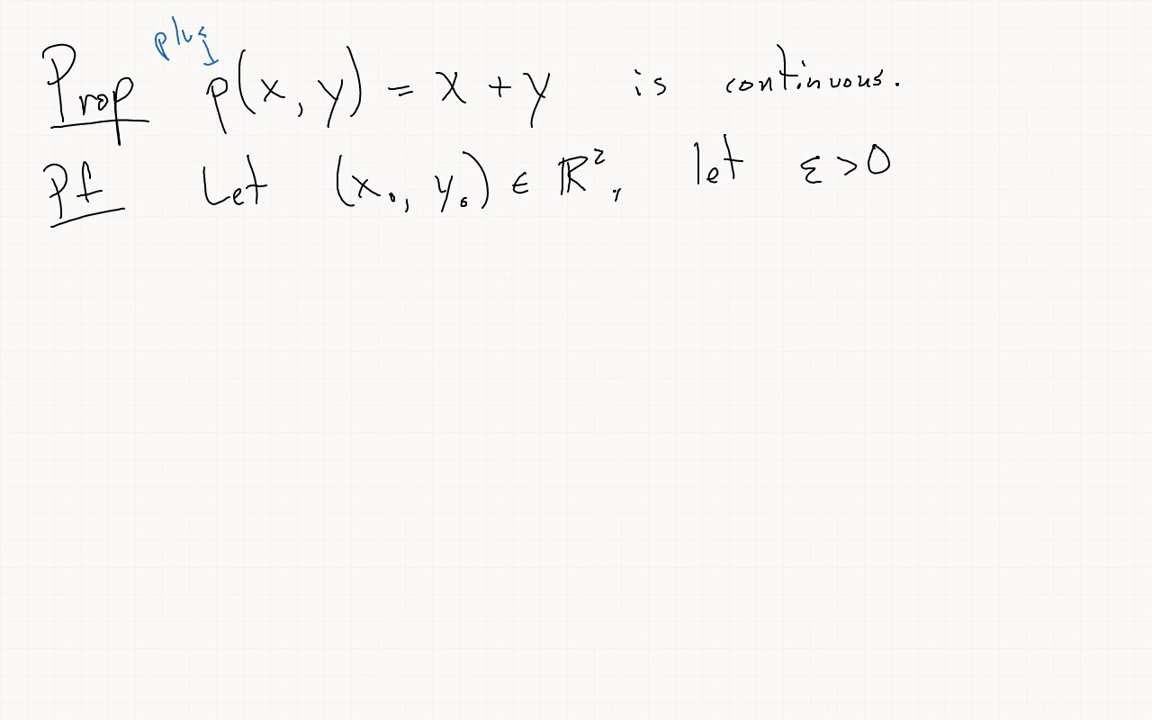 plus
Prop p(x, y) = x + y is continuous.
Pf Let (x₀, y₀) ∈ ℝ², let ε > 0